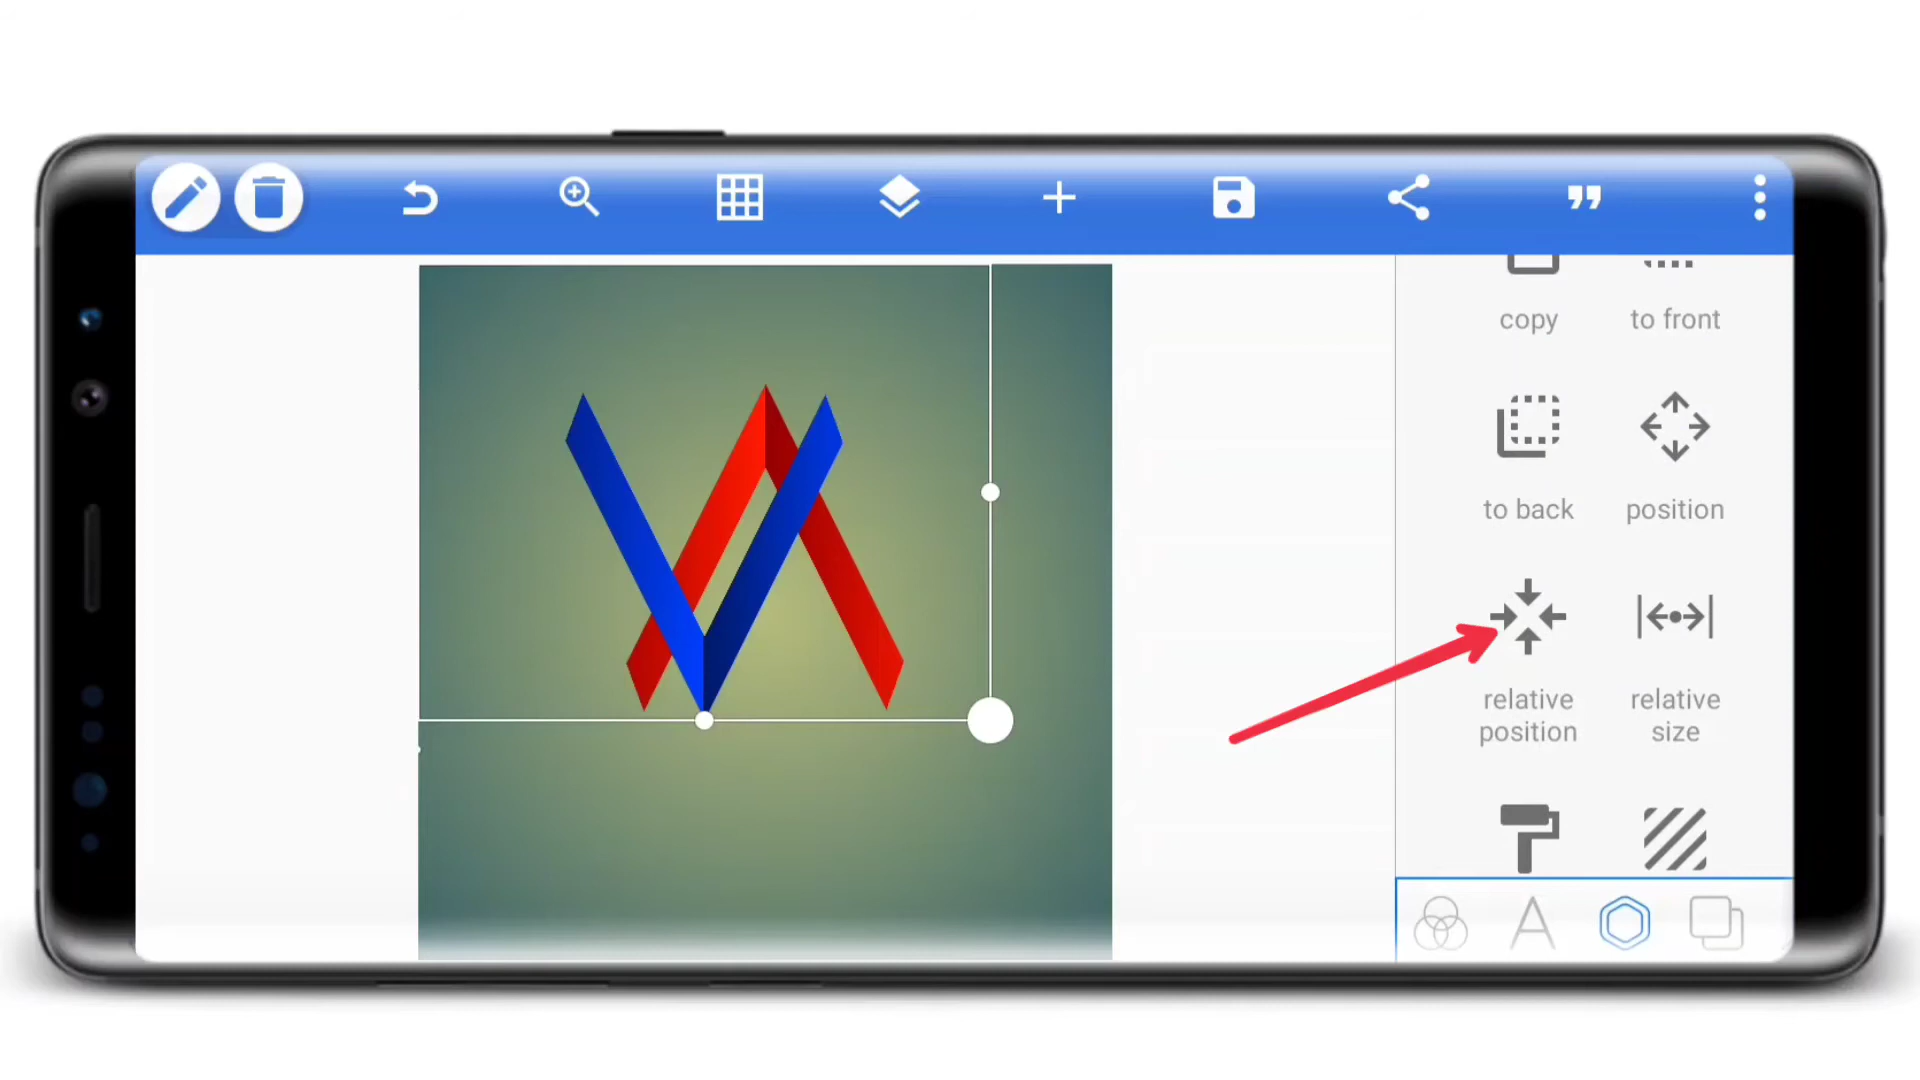 copy
to front
to back
position
relative
position
relative
size